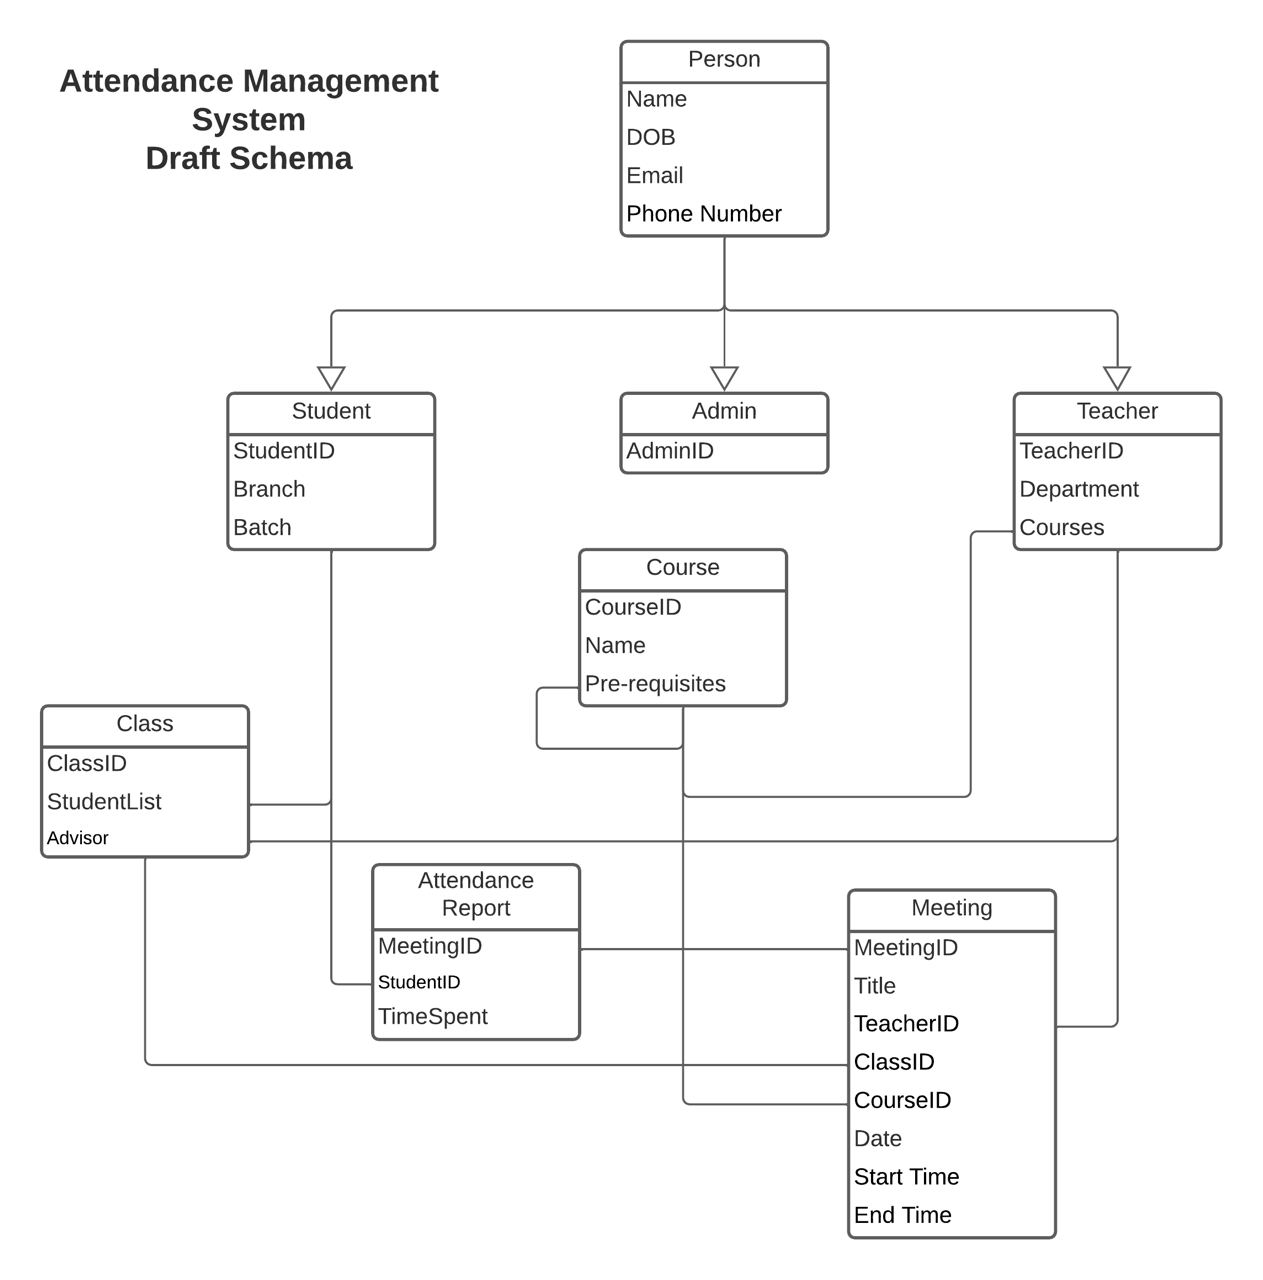 Attendance Management
System
Draft Schema
Person
Name
DOB
Email
Phone Number
Student
StudentID
Branch
Batch
Admin
AdminID
Teacher
TeacherID
Department
Courses
Course
CourseID
Name
Pre-requisites
Class
ClassID
StudentList
Advisor
Attendance
Report
MeetingID
StudentID
TimeSpent
Meeting
MeetingID
Title
TeacherID
ClassID
CourseID
Date
Start Time
End Time